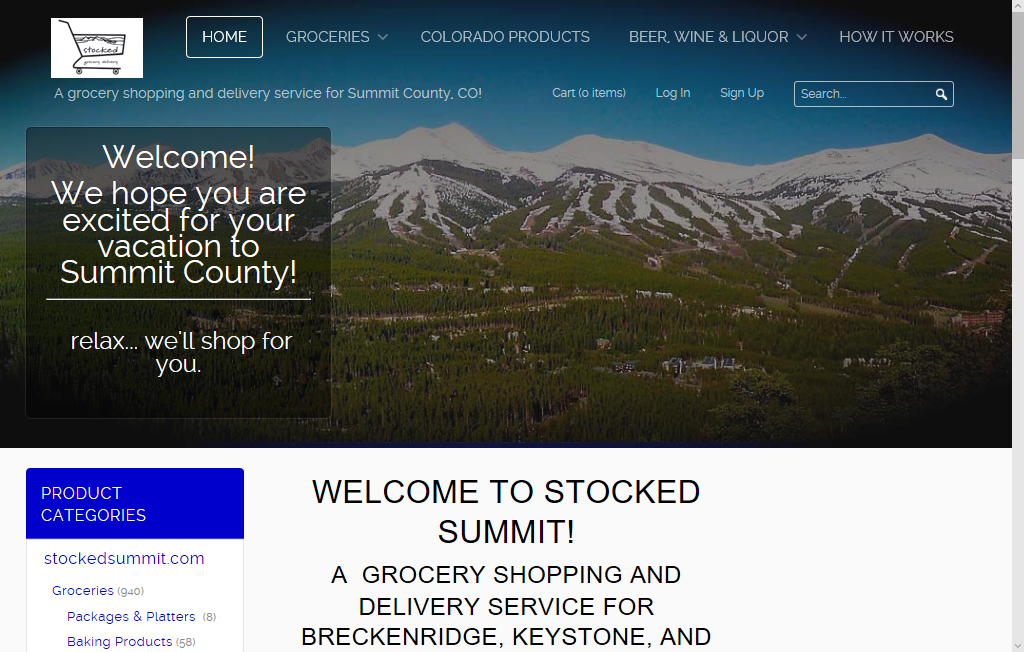 stocked
grocery delivery
HOME
GROCERIES
COLORADO PRODUCTS
BEER, WINE & LIQUOR
HOW IT WORKS
A grocery shopping and delivery service for Summit County, CO!
Cart (0 items)
Log In
Sign Up
Search...
Welcome!
We hope you are
excited for your
vacation to
Summit County!
relax... we'll shop for
you.
PRODUCT
CATEGORIES
stockedsummit.com
Groceries (940)
Packages & Platters (8)
Baking Products (58)
WELCOME TO STOCKED
SUMMIT!
A GROCERY SHOPPING AND
DELIVERY SERVICE FOR
BRECKENRIDGE, KEYSTONE, AND